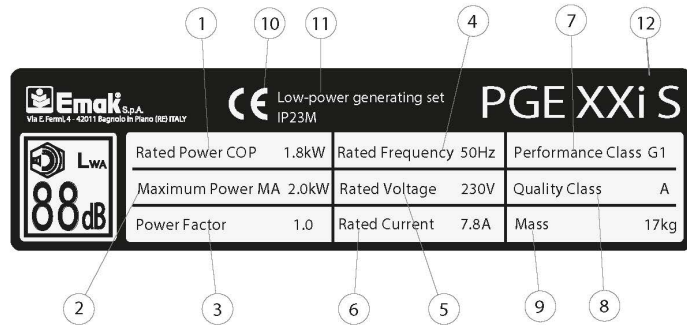 1
10
11
4
7
12
Emak S.p.A.
Via E. Fermi, 4 - 42011 Bagnolo in Piano (RE) ITALY
CE
Low-power generating set
IP23M
PGE XXi S
LWA
88dB
Rated Power COP 1.8kW Rated Frequency 50Hz Performance Class G1
Maximum Power MA 2.0kW Rated Voltage 230V Quality Class A
Power Factor 1.0 Rated Current 7.8A Mass 17kg
2
3
6
5
9
8